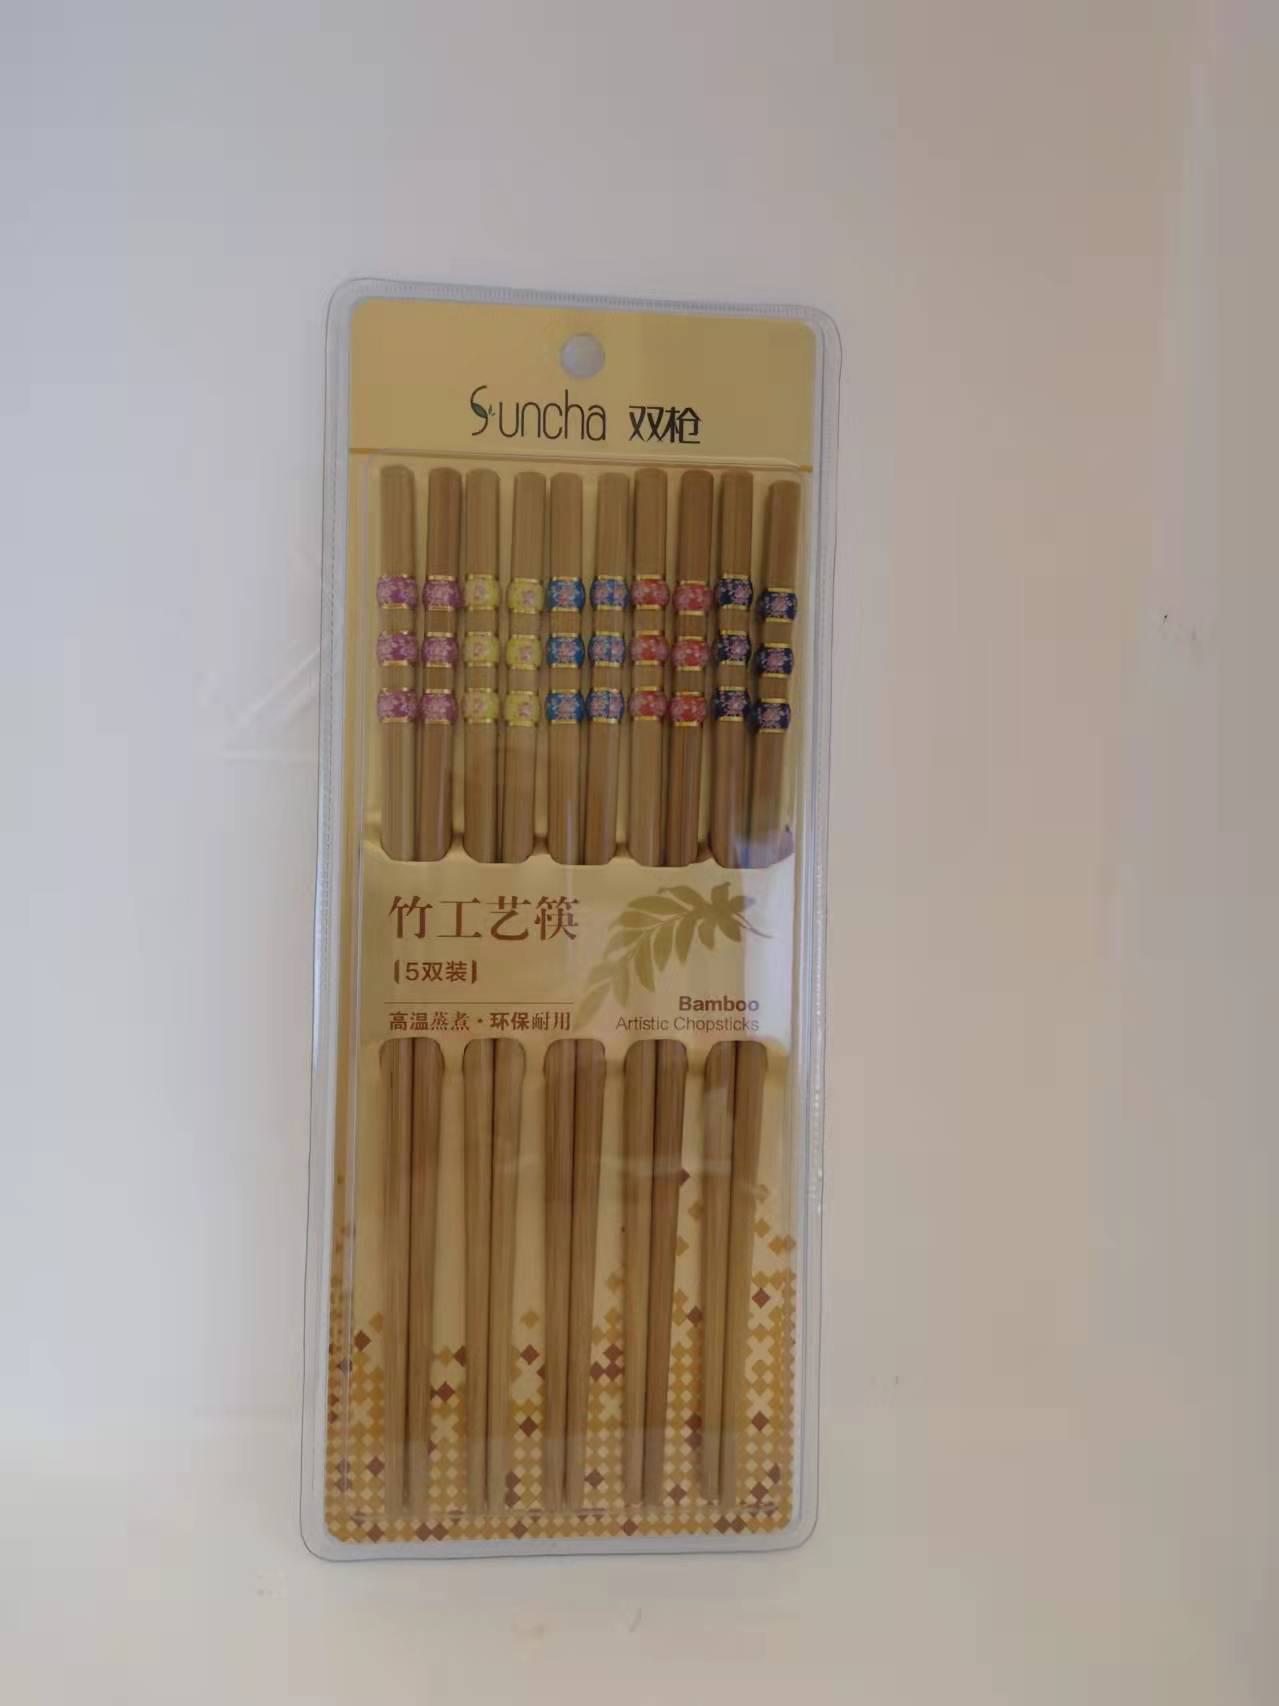 Suncha 双枪
竹工艺筷
【5双装】
高温蒸煮·环保耐用
Bamboo
Artistic Chopsticks